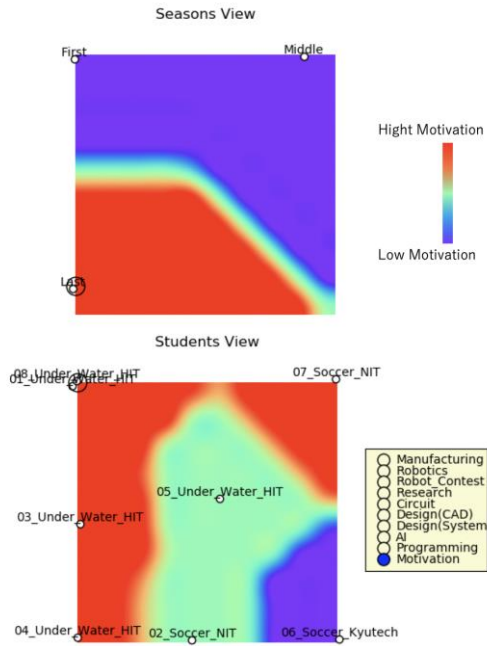 Seasons View
First
Middle
Hight Motivation
Low Motivation
Last
Students View
08_Under_Water_HIT
01_Under_Water_HIT
07_Soccer_NIT
05_Under_Water_HIT
03_Under_Water_HIT
04_Under_Water_HIT
02_Soccer_NIT
06_Soccer_Kyutech
Manufacturing
Robotics
Robot_Contest
Research
Circuit
Design(CAD)
Design(System
AI
Programming
Motivation